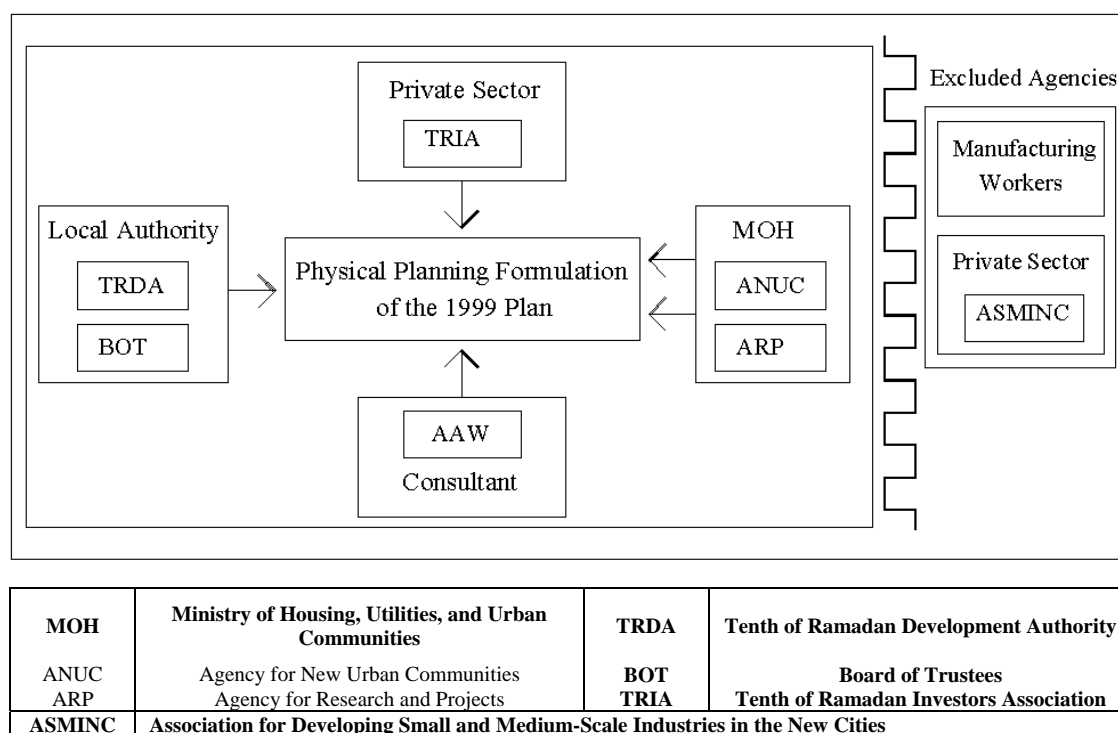 Private Sector
TRIA
Local Authority
TRDA
BOT
Physical Planning Formulation
of the 1999 Plan
MOH
ANUC
ARP
AAW
Consultant
Excluded Agencies
Manufacturing
Workers
Private Sector
ASMINC
MOH Ministry of Housing, Utilities, and Urban Communities TRDA Tenth of Ramadan Development Authority
ANUC Agency for New Urban Communities BOT Board of Trustees
ARP Agency for Research and Projects TRIA Tenth of Ramadan Investors Association
ASMINC Association for Developing Small and Medium-Scale Industries in the New Cities